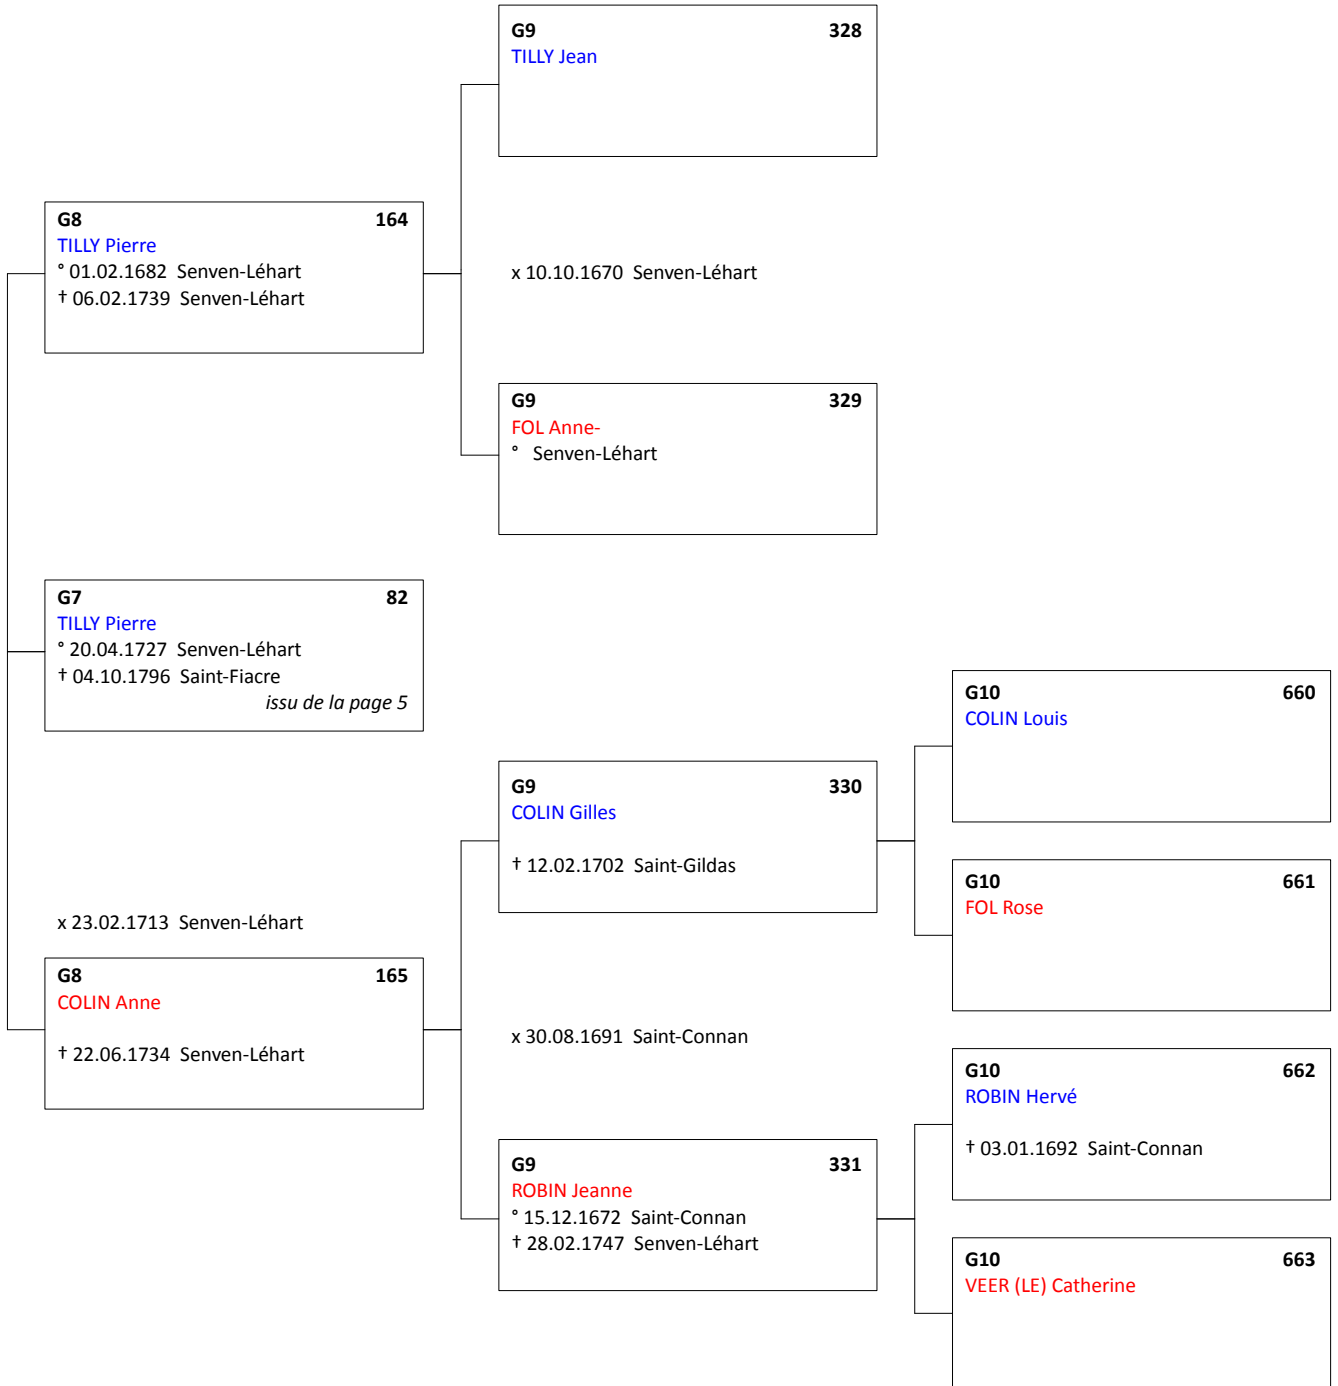 G9 328
TILLY Jean
G8 164
TILLY Pierre
° 01.02.1682 Senven-Léhart
† 06.02.1739 Senven-Léhart
x 10.10.1670 Senven-Léhart
G9 329
FOL Anne-
° Senven-Léhart
G7 82
TILLY Pierre
° 20.04.1727 Senven-Léhart
† 04.10.1796 Saint-Fiacre
issu de la page 5
G10 660
COLIN Louis
G9 330
COLIN Gilles
† 12.02.1702 Saint-Gildas
G10 661
FOL Rose
x 23.02.1713 Senven-Léhart
G8 165
COLIN Anne
† 22.06.1734 Senven-Léhart
x 30.08.1691 Saint-Connan
G10 662
ROBIN Hervé
† 03.01.1692 Saint-Connan
G9 331
ROBIN Jeanne
° 15.12.1672 Saint-Connan
† 28.02.1747 Senven-Léhart
G10 663
VEER (LE) Catherine